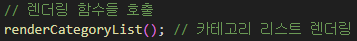 // 렌더링 함수들 호출
renderCategoryList(); // 카테고리 리스트 렌더링